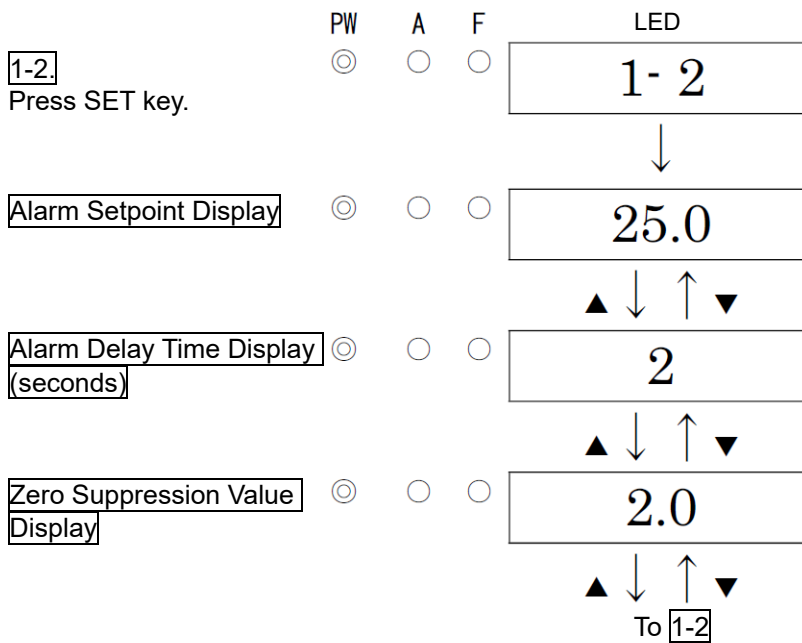 PW A F LED
1-2. ◎ ○ ○ 1- 2
Press SET key.
↓
Alarm Setpoint Display ◎ ○ ○ 25.0
▲ ↓ ↑ ▼
Alarm Delay Time Display ◎ ○ ○ 2
(seconds)
▲ ↓ ↑ ▼
Zero Suppression Value ◎ ○ ○ 2.0
Display
▲ ↓ ↑ ▼
To 1-2